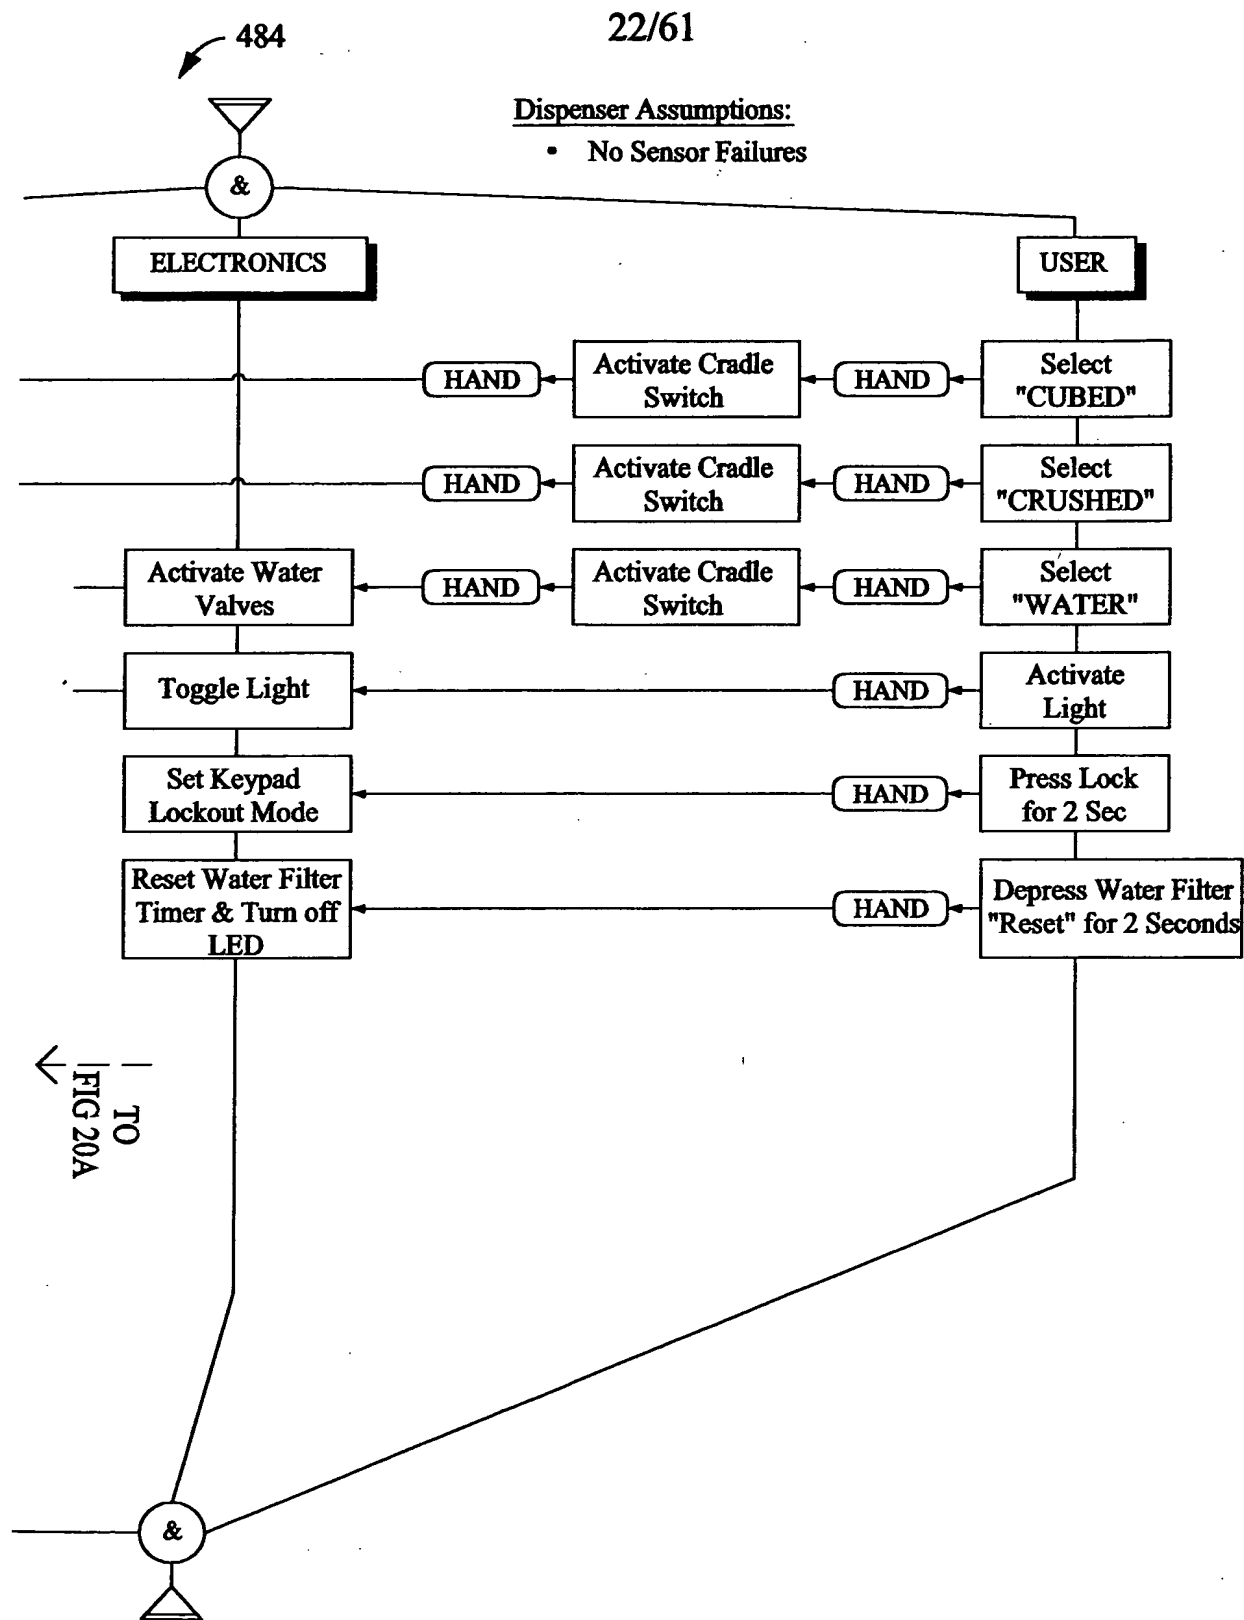 484
22/61
Dispenser Assumptions:
• No Sensor Failures
&
ELECTRONICS
USER
HAND
Activate Cradle
Switch
HAND
Select
"CUBED"
HAND
Activate Cradle
Switch
HAND
Select
"CRUSHED"
Activate Water
Valves
HAND
Activate Cradle
Switch
HAND
Select
"WATER"
Toggle Light
HAND
Activate
Light
Set Keypad
Lockout Mode
HAND
Press Lock
for 2 Sec
Reset Water Filter
Timer & Turn off
LED
HAND
Depress Water Filter
"Reset" for 2 Seconds
TO
FIG 20A
&